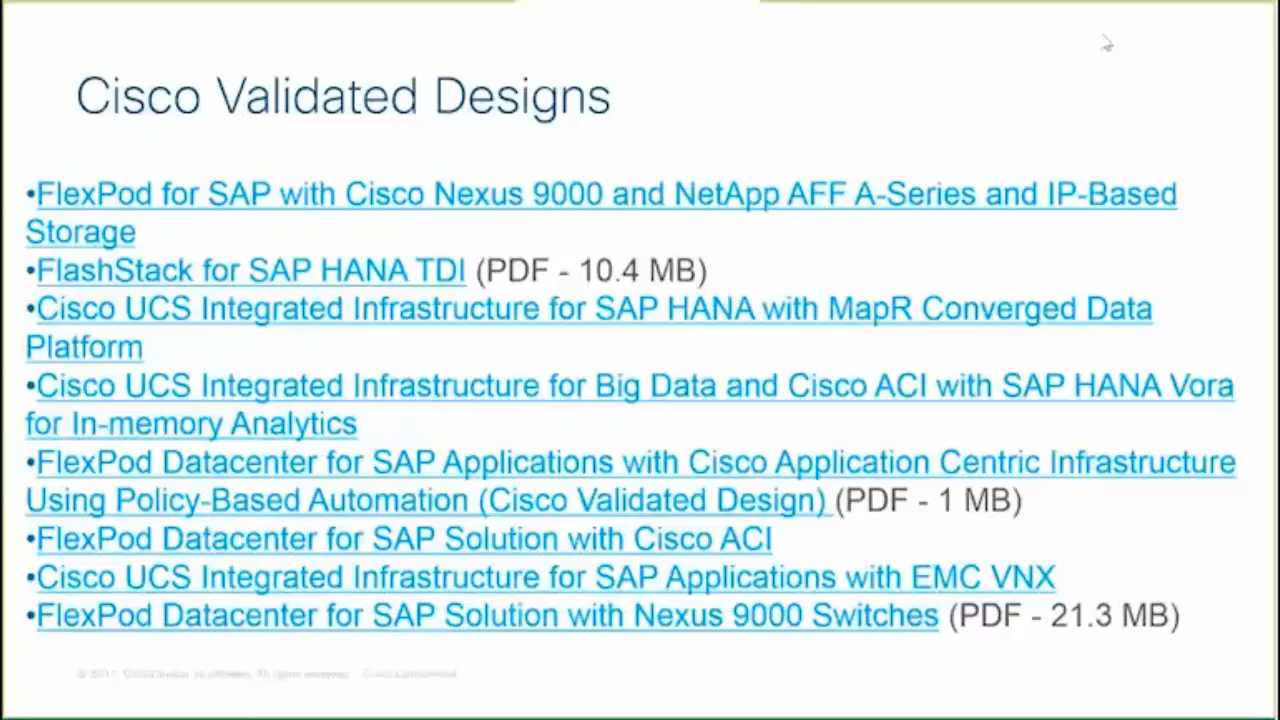 Cisco Validated Designs
•FlexPod for SAP with Cisco Nexus 9000 and NetApp AFF A-Series and IP-Based
Storage
•FlashStack for SAP HANA TDI (PDF - 10.4 MB)
•Cisco UCS Integrated Infrastructure for SAP HANA with MapR Converged Data
Platform
•Cisco UCS Integrated Infrastructure for Big Data and Cisco ACI with SAP HANA Vora
for In-memory Analytics
•FlexPod Datacenter for SAP Applications with Cisco Application Centric Infrastructure
Using Policy-Based Automation (Cisco Validated Design) (PDF - 1 MB)
•FlexPod Datacenter for SAP Solution with Cisco ACI
•Cisco UCS Integrated Infrastructure for SAP Applications with EMC VNX
•FlexPod Datacenter for SAP Solution with Nexus 9000 Switches (PDF - 21.3 MB)